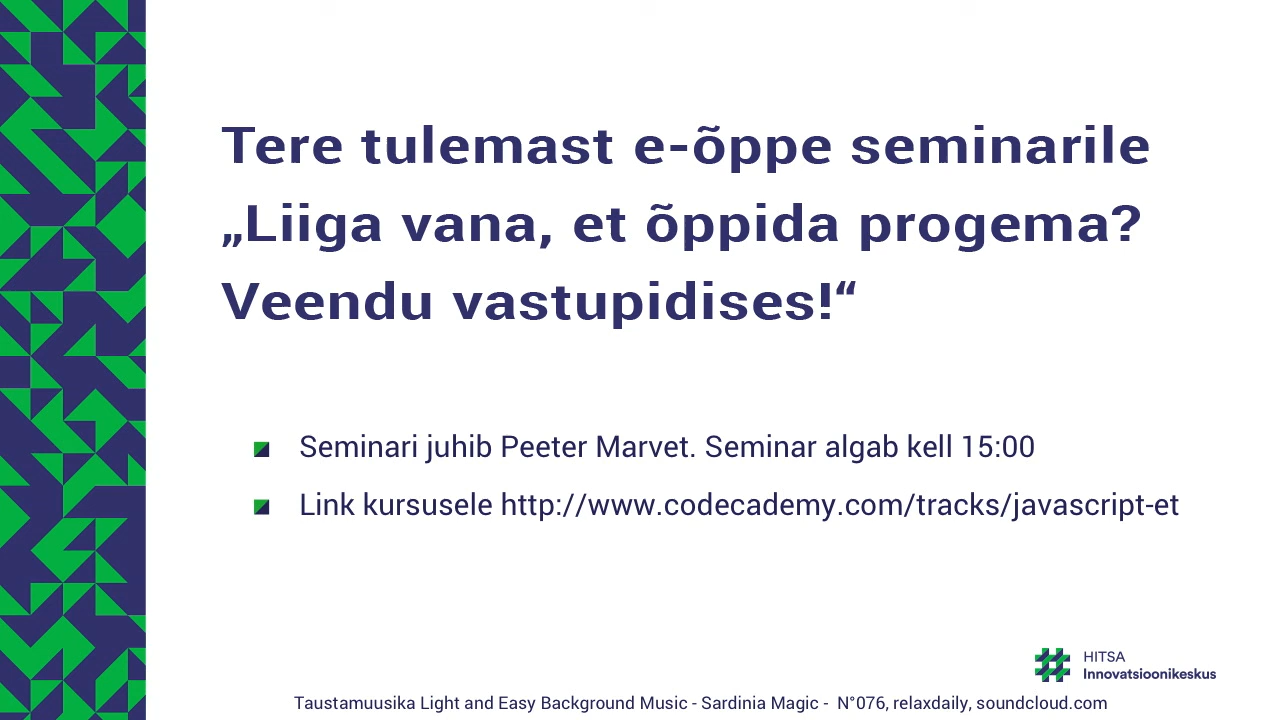 Tere tulemast e-õppe seminarile
„Liiga vana, et õppida progema?
Veendu vastupidises!“
Seminari juhib Peeter Marvet. Seminar algab kell 15:00
Link kursusele http://www.codecademy.com/tracks/javascript-et
HITSA
Innovatsioonikeskus
Taustamuusika Light and Easy Background Music - Sardinia Magic - N°076, relaxdaily, soundcloud.com